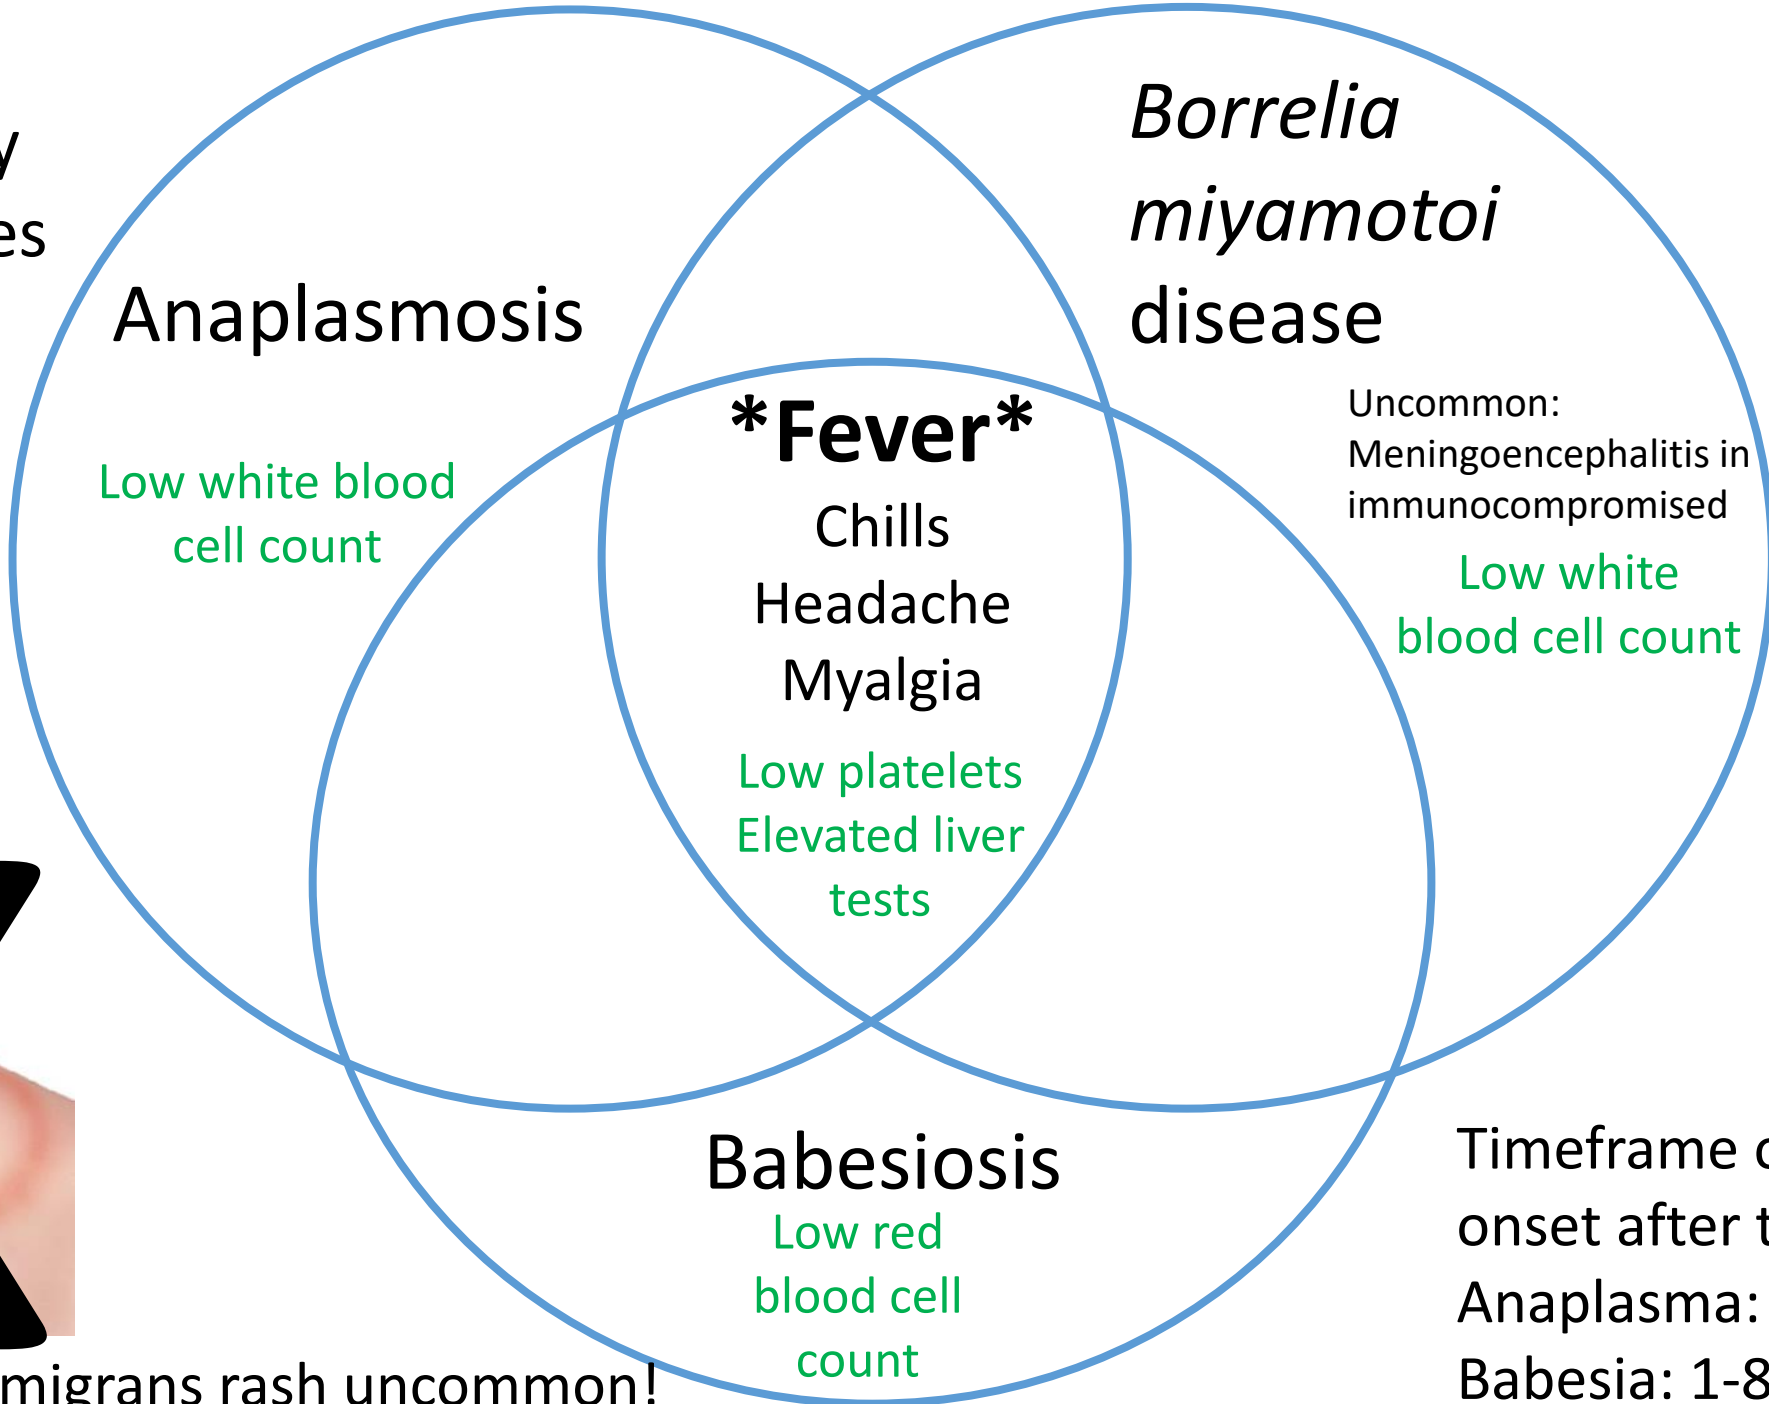 Borrelia
miyamotoi
disease
Anaplasmosis
Uncommon:
Meningoencephalitis in
immunocompromised
Low white
blood cell count
Low white blood
cell count
*Fever*
Chills
Headache
Myalgia
Low platelets
Elevated liver
tests
Babesiosis
Low red
blood cell
count
migrans rash uncommon!
Timeframe
onset after
Anaplasma:
Babesia: 1-8